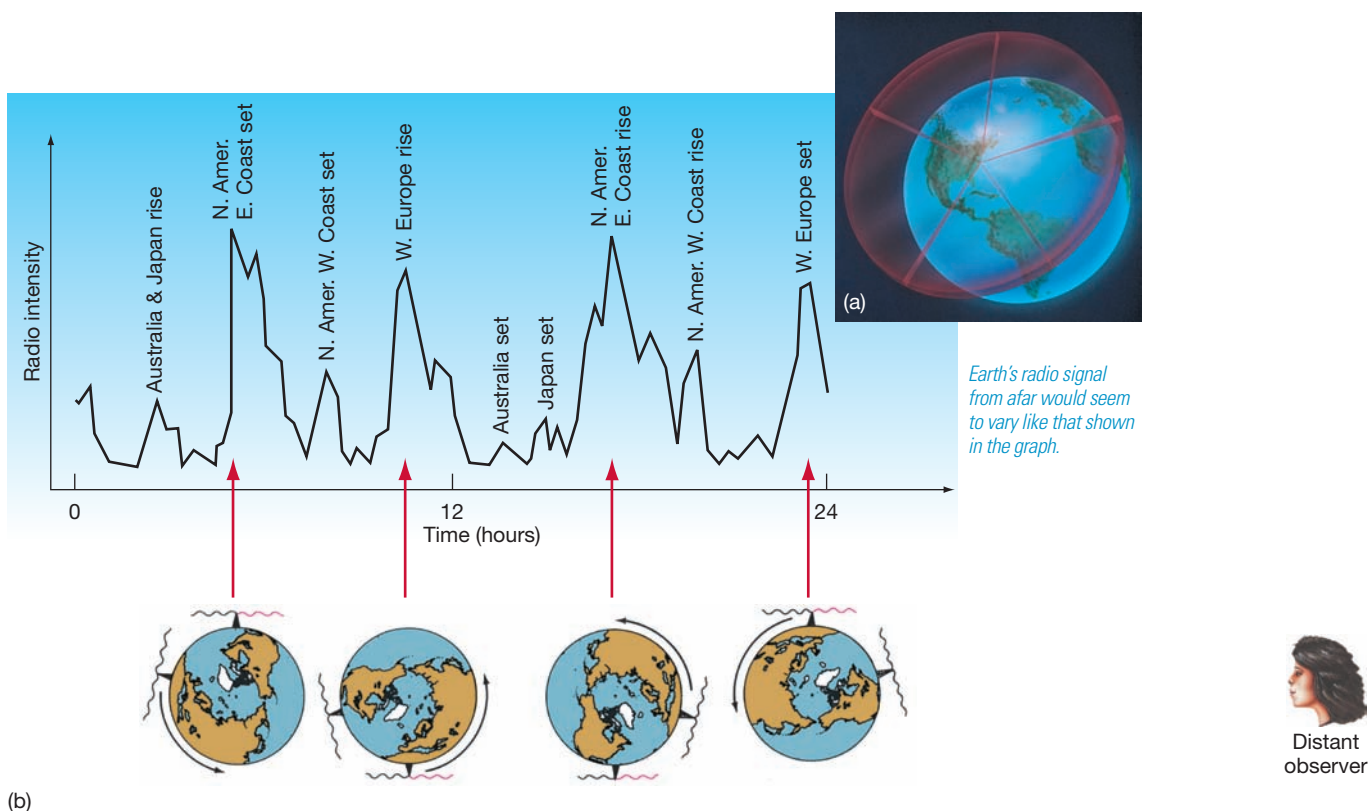 (a)
Radio intensity
Australia & Japan rise
N. Amer.
E. Coast set
N. Amer. W. Coast set
W. Europe rise
Australia set
Japan set
N. Amer.
E. Coast rise
N. Amer. W. Coast rise
W. Europe set
0
12
24
Time (hours)
Earth's radio signal
from afar would seem
to vary like that shown
in the graph.
Distant
observer
(b)